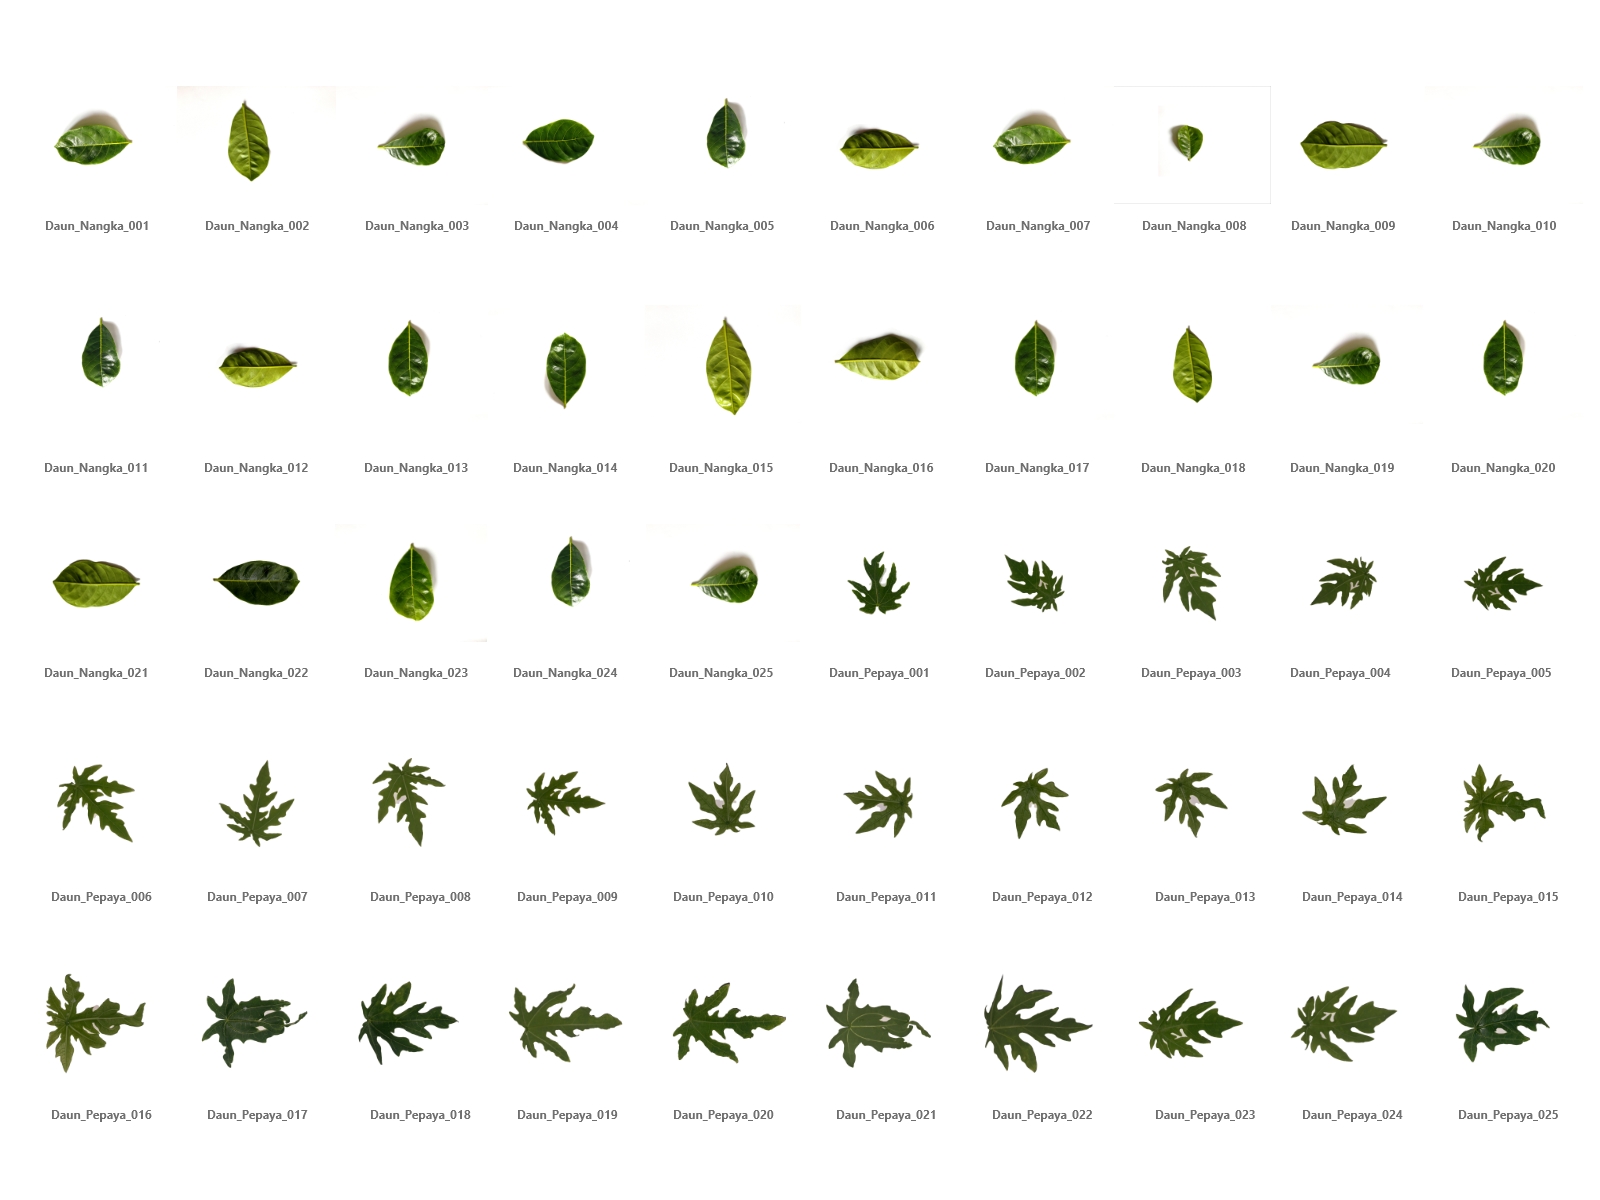 Daun_Nangka_001 Daun_Nangka_002 Daun_Nangka_003 Daun_Nangka_004 Daun_Nangka_005 Daun_Nangka_006 Daun_Nangka_007 Daun_Nangka_008 Daun_Nangka_009 Daun_Nangka_010
Daun_Nangka_011 Daun_Nangka_012 Daun_Nangka_013 Daun_Nangka_014 Daun_Nangka_015 Daun_Nangka_016 Daun_Nangka_017 Daun_Nangka_018 Daun_Nangka_019 Daun_Nangka_020
Daun_Nangka_021 Daun_Nangka_022 Daun_Nangka_023 Daun_Nangka_024 Daun_Nangka_025 Daun_Pepaya_001 Daun_Pepaya_002 Daun_Pepaya_003 Daun_Pepaya_004 Daun_Pepaya_005
Daun_Pepaya_006 Daun_Pepaya_007 Daun_Pepaya_008 Daun_Pepaya_009 Daun_Pepaya_010 Daun_Pepaya_011 Daun_Pepaya_012 Daun_Pepaya_013 Daun_Pepaya_014 Daun_Pepaya_015
Daun_Pepaya_016 Daun_Pepaya_017 Daun_Pepaya_018 Daun_Pepaya_019 Daun_Pepaya_020 Daun_Pepaya_021 Daun_Pepaya_022 Daun_Pepaya_023 Daun_Pepaya_024 Daun_Pepaya_025